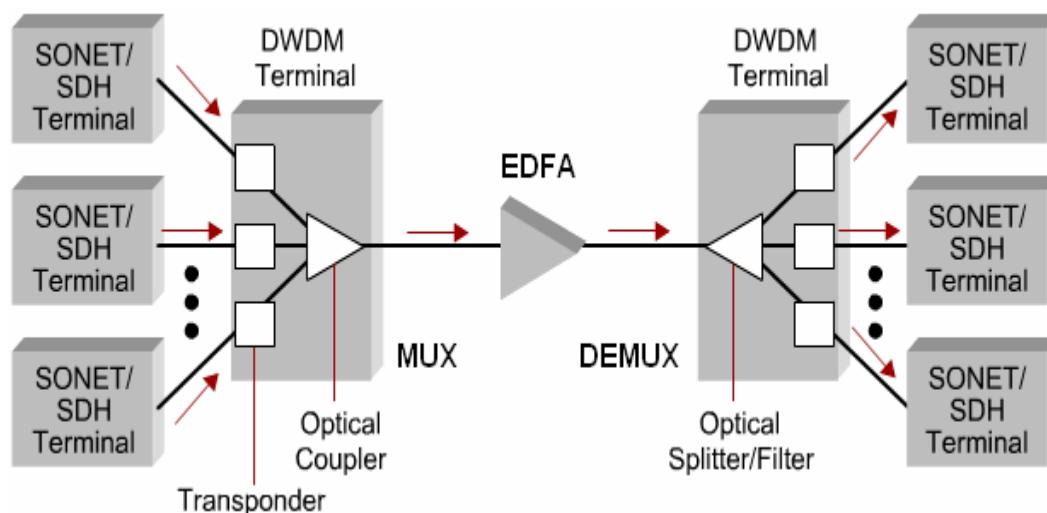 SONET/
SDH
Terminal
DWDM
Terminal
DWDM
Terminal
SONET/
SDH
Terminal
EDFA
SONET/
SDH
Terminal
SONET/
SDH
Terminal
MUX
DEMUX
SONET/
SDH
Terminal
SONET/
SDH
Terminal
Optical
Coupler
Optical
Splitter/Filter
Transponder